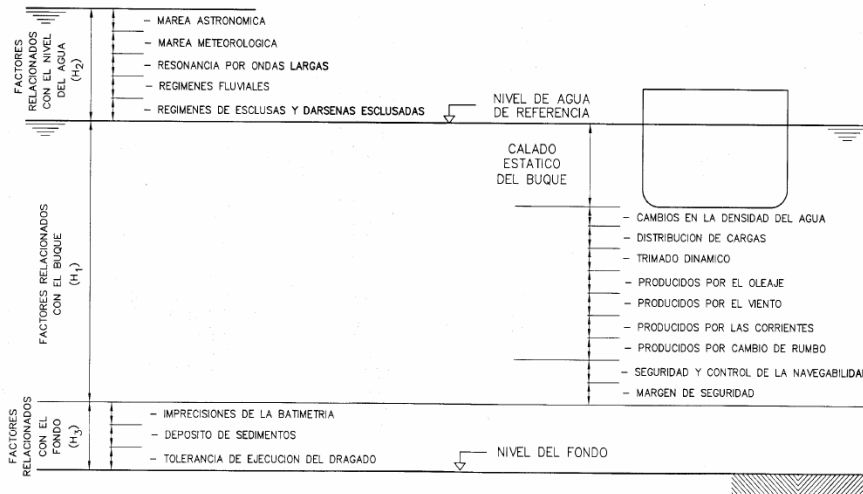 FACTORES
RELACIONADOS
CON EL NIVEL
DEL AGUA
(H2)
- MAREA ASTRONOMICA
- MAREA METEOROLOGICA
- RESONANCIA POR ONDAS LARGAS
- REGIMENES FLUVIALES
- REGIMENES DE ESCLUSAS Y DARSENAS ESCLUSADAS
NIVEL DE AGUA
DE REFERENCIA
FACTORES RELACIONADOS
CON EL BUQUE
(H1)
CALADO
ESTATICO
DEL BUQUE
- CAMBIOS EN LA DENSIDAD DEL AGUA
- DISTRIBUCION DE CARGAS
- TRIMADO DINAMICO
- PRODUCIDOS POR EL OLEAJE
- PRODUCIDOS POR EL VIENTO
- PRODUCIDOS POR LAS CORRIENTES
- PRODUCIDOS POR CAMBIO DE RUMBO
- SEGURIDAD Y CONTROL DE LA NAVEGABILIDAD
- MARGEN DE SEGURIDAD
FACTORES
RELACIONADOS
CON EL
FONDO
(H3)
- IMPRECISIONES DE LA BATIMETRIA
- DEPOSITO DE SEDIMENTOS
- TOLERANCIA DE EJECUCION DEL DRAGADO
NIVEL DEL FONDO